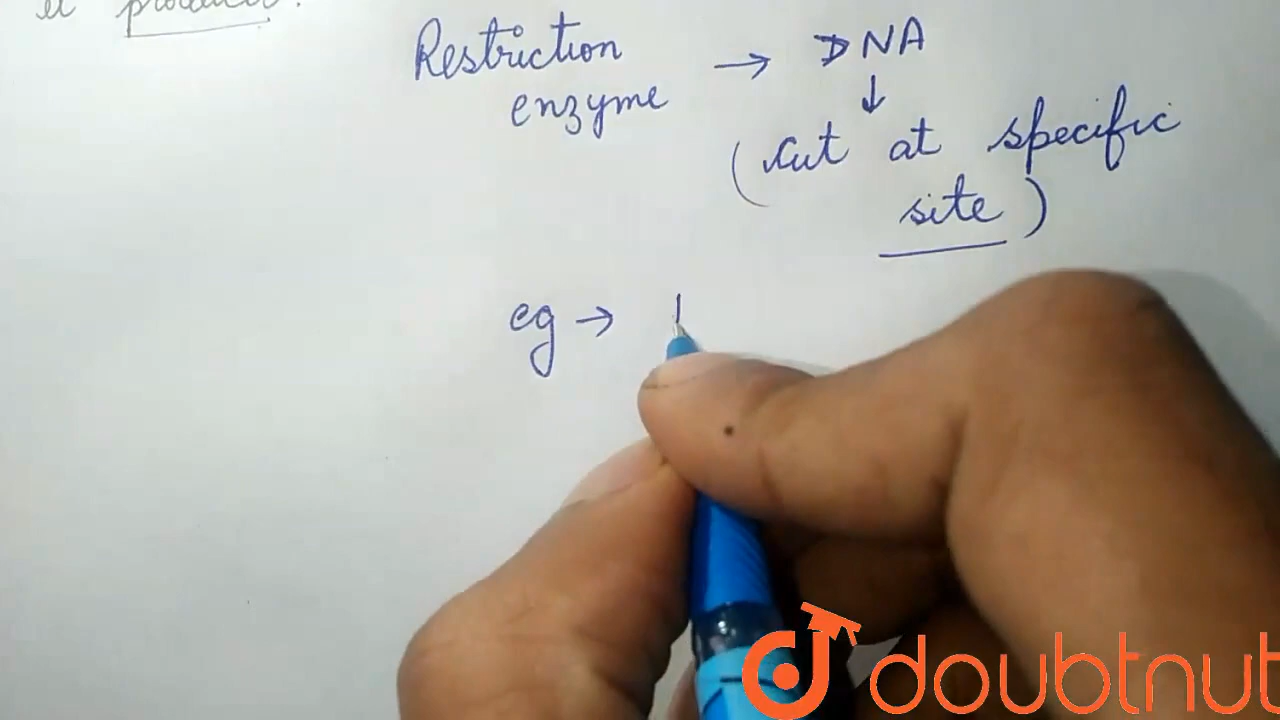 Restriction → DNA
enzyme
↓
(cut at specific
site)
eg →
doubtnut